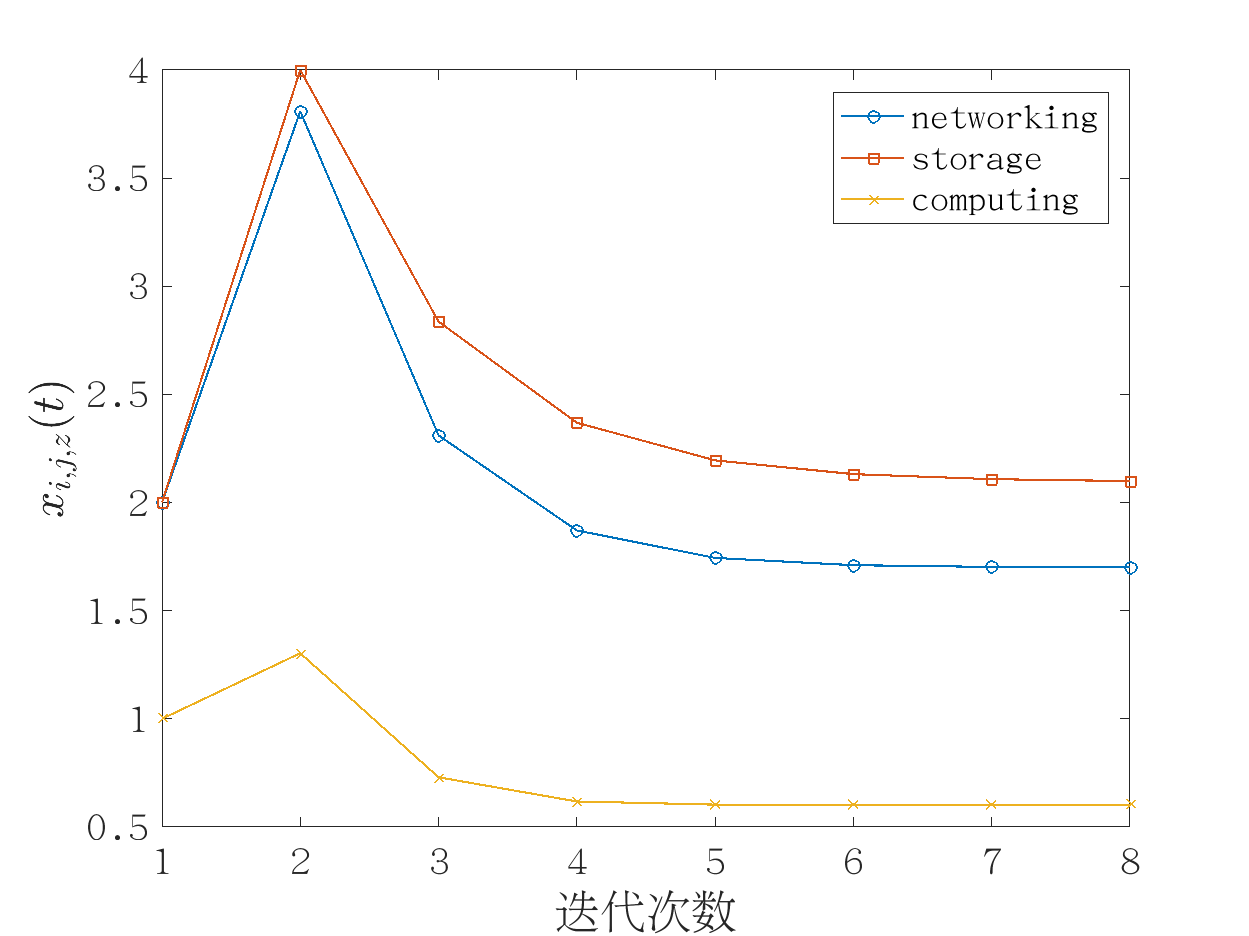 networking
storage
computing
4
3.5
3
2.5
2
1.5
1
0.5
x_{i,j,z}(t)
1 2 3 4 5 6 7 8
迭代次数